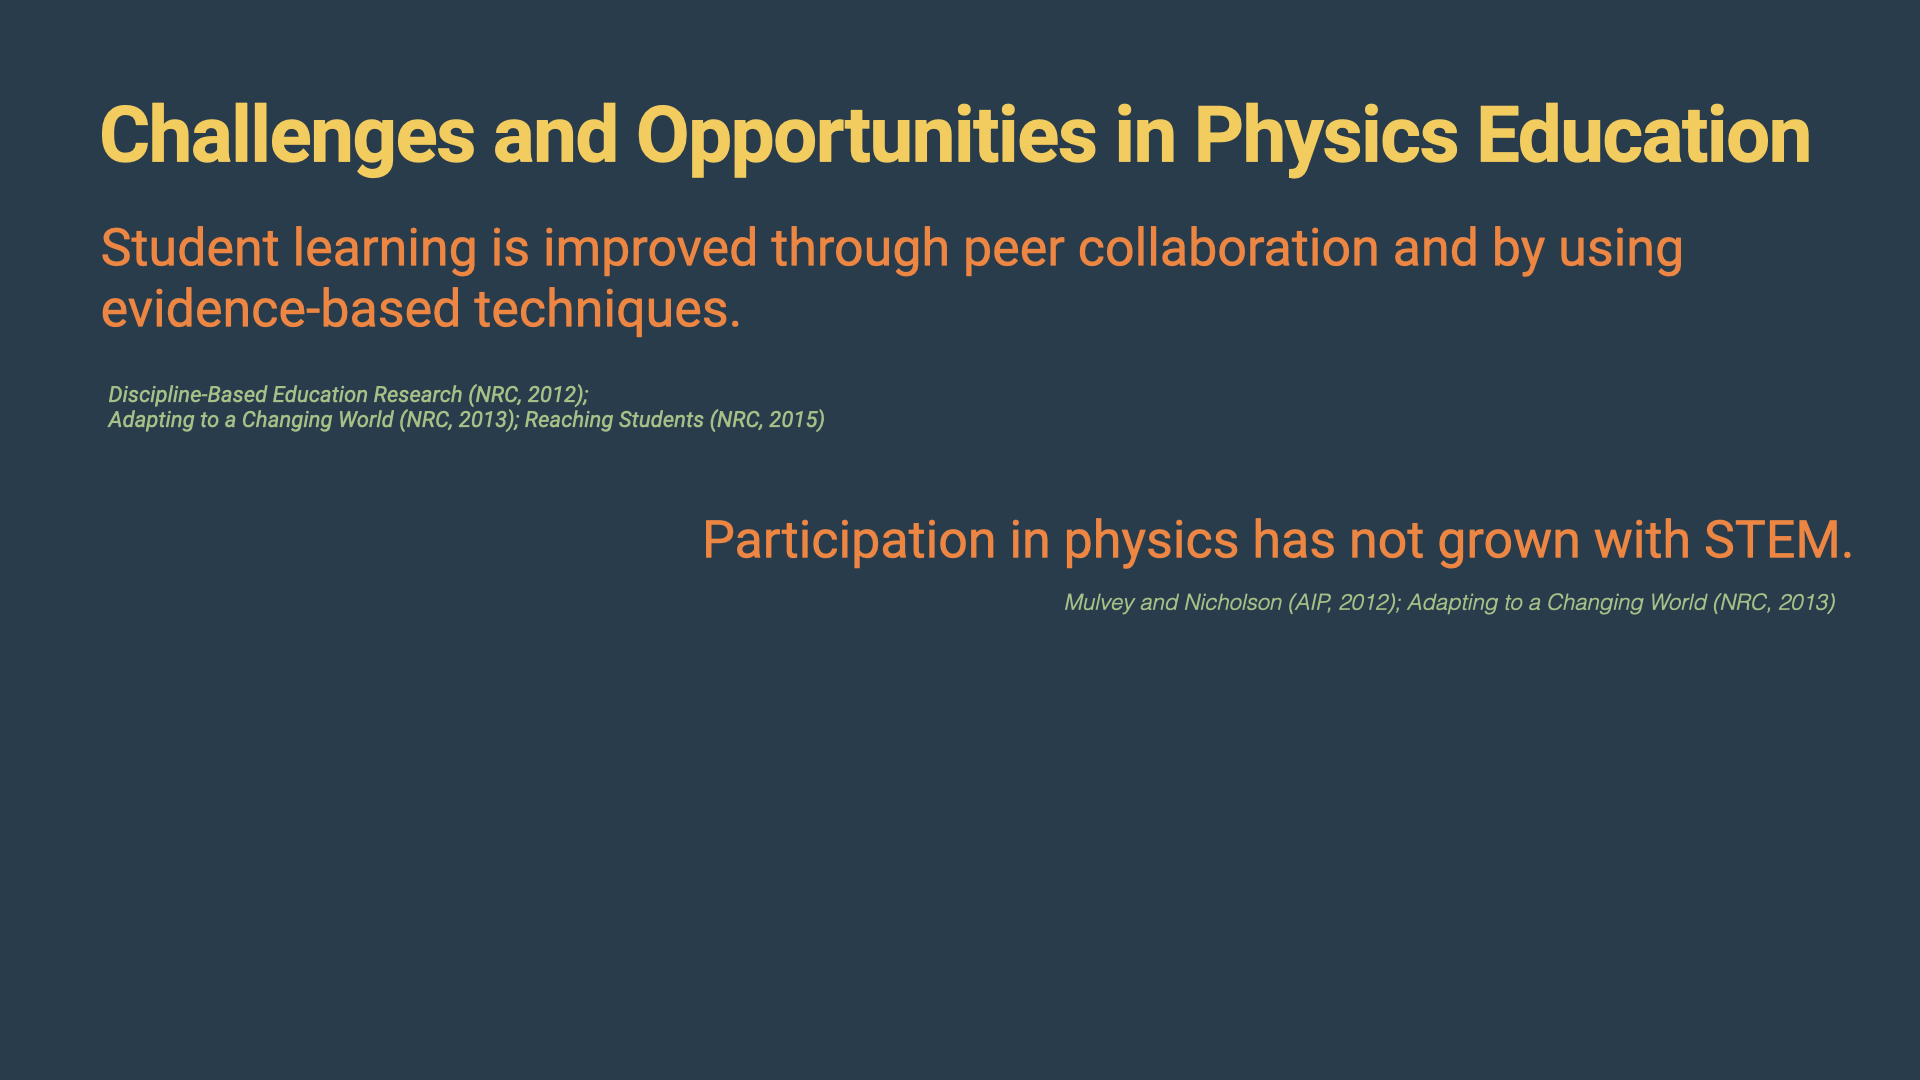 Challenges and Opportunities in Physics Education
Student learning is improved through peer collaboration and by using
evidence-based techniques.
Discipline-Based Education Research (NRC, 2012);
Adapting to a Changing World (NRC, 2013); Reaching Students (NRC, 2015)
Participation in physics has not grown with STEM.
Mulvey and Nicholson (AIP, 2012); Adapting to a Changing World (NRC, 2013)